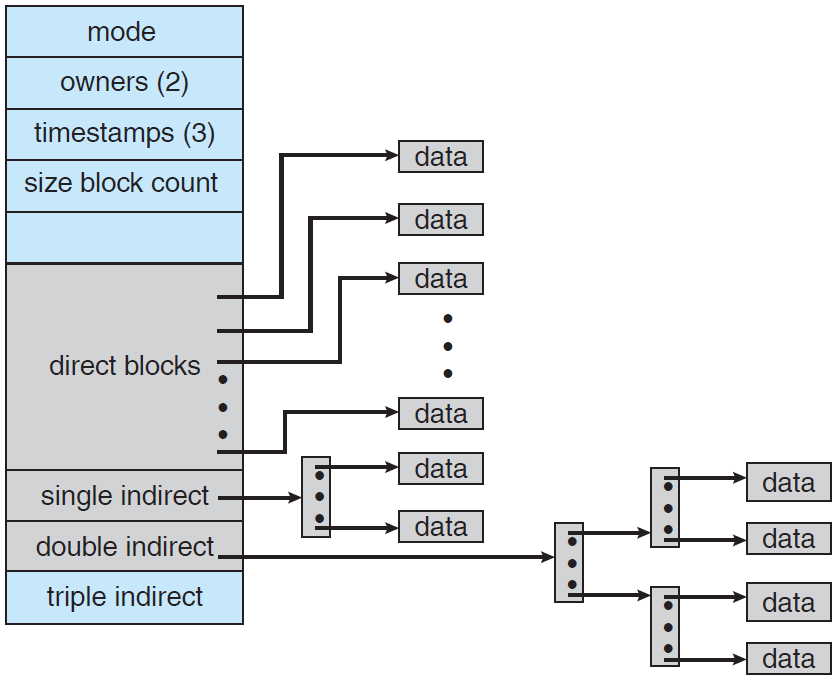 mode
owners (2)
timestamps (3)
size block count
direct blocks
single indirect
double indirect
triple indirect
data
data
data
data
data
data
data
data
data
data